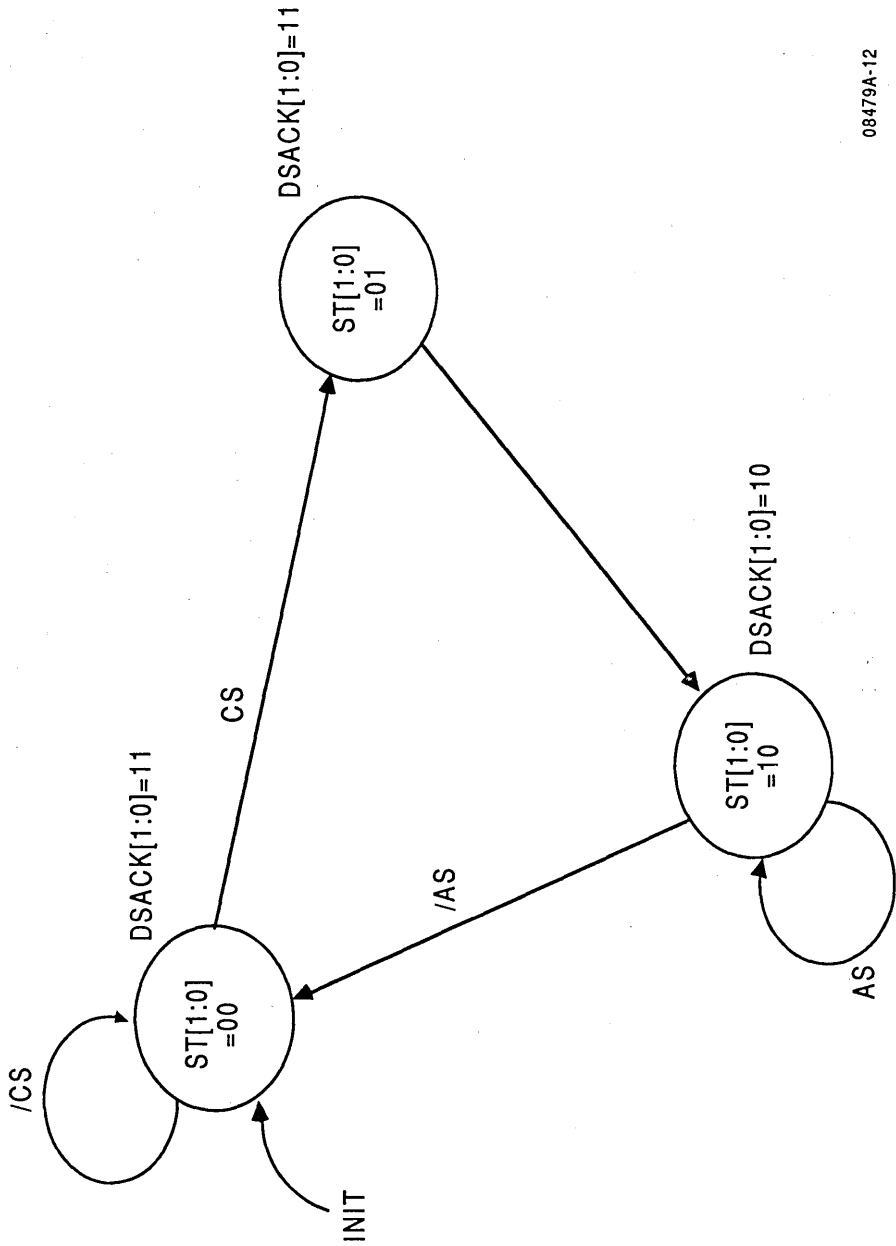 /CS
INIT
ST[1:0]
=00
DSACK[1:0]=11
CS
ST[1:0]
=01
DSACK[1:0]=11
/AS
ST[1:0]
=10
DSACK[1:0]=10
AS
08479A-12